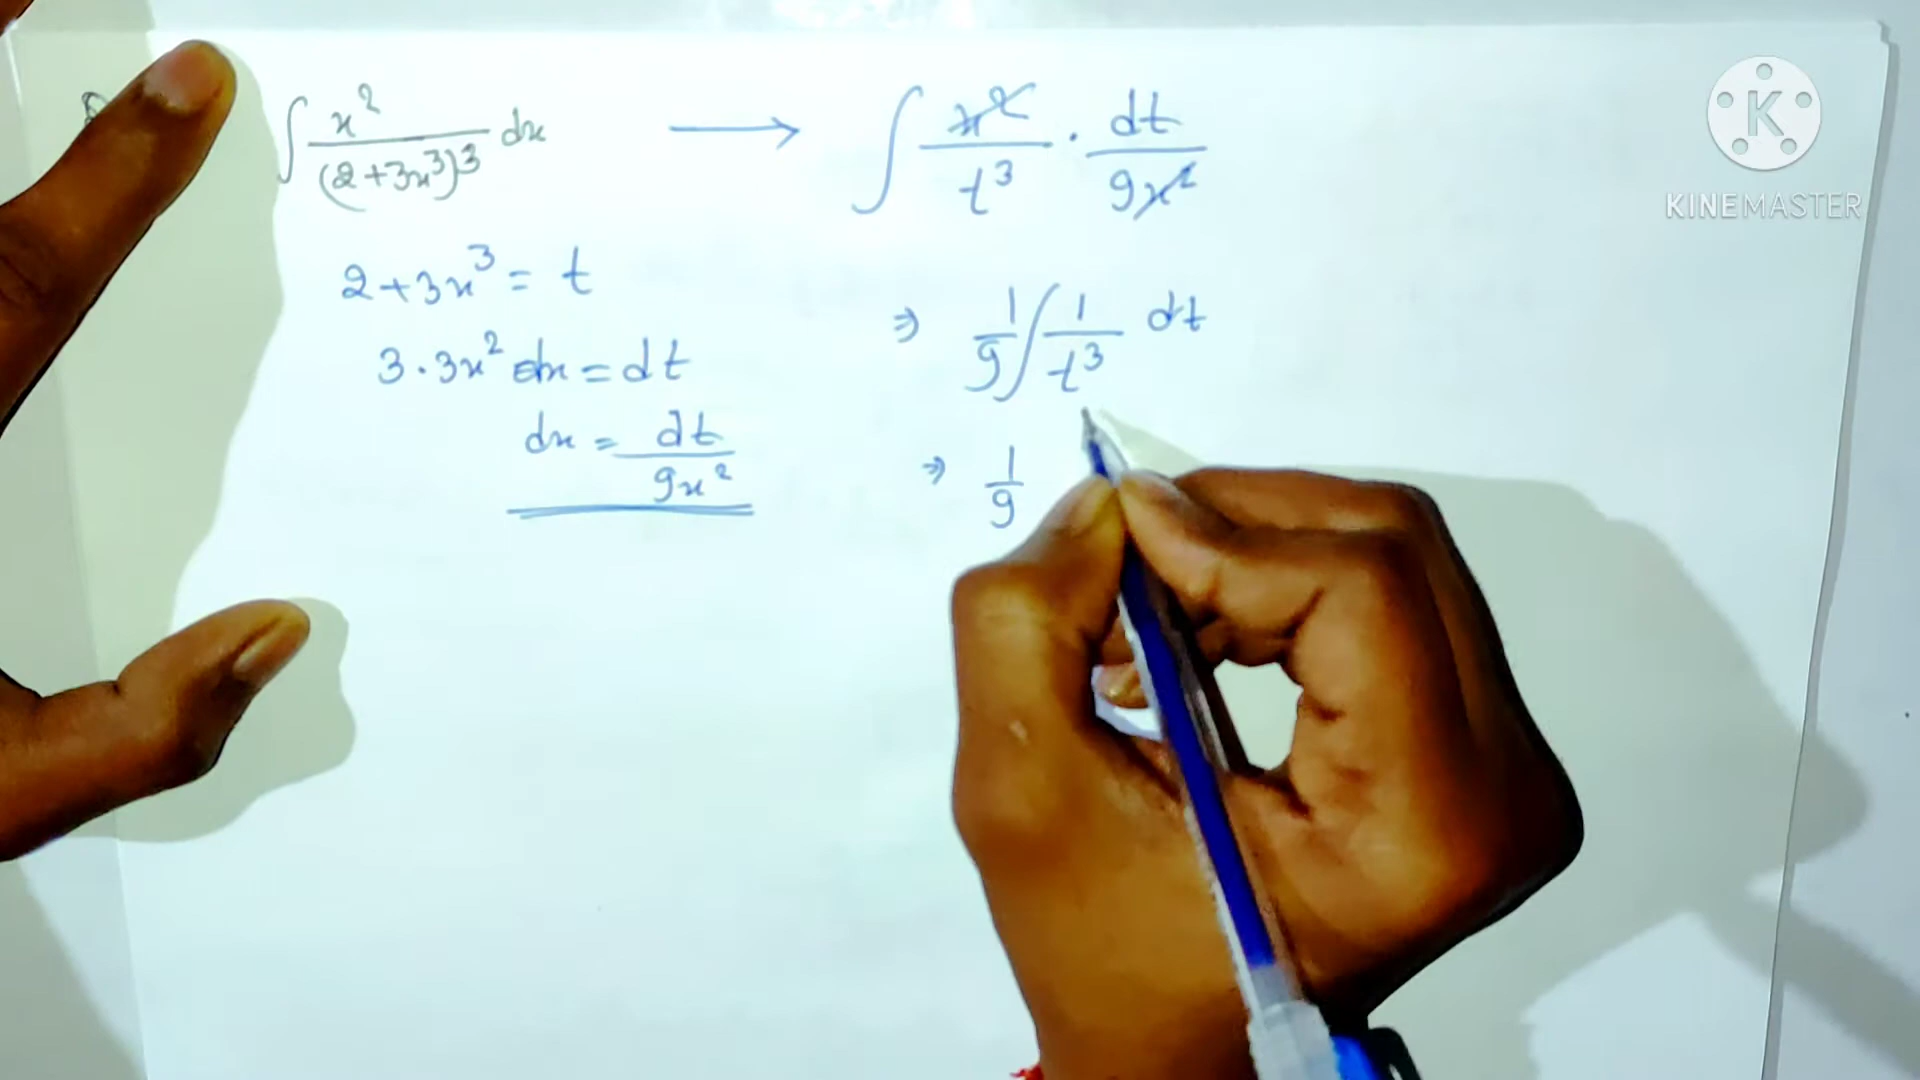 ∫ x²/(2+3x³)³ dx ⟶ ∫ x²/t³ · dt/9x²
2+3x³ = t
3·3x² dx = dt
dx = dt/9x²
⇒ 1/9 ∫ 1/t³ dt
⇒ 1/9
K
KINEMASTER